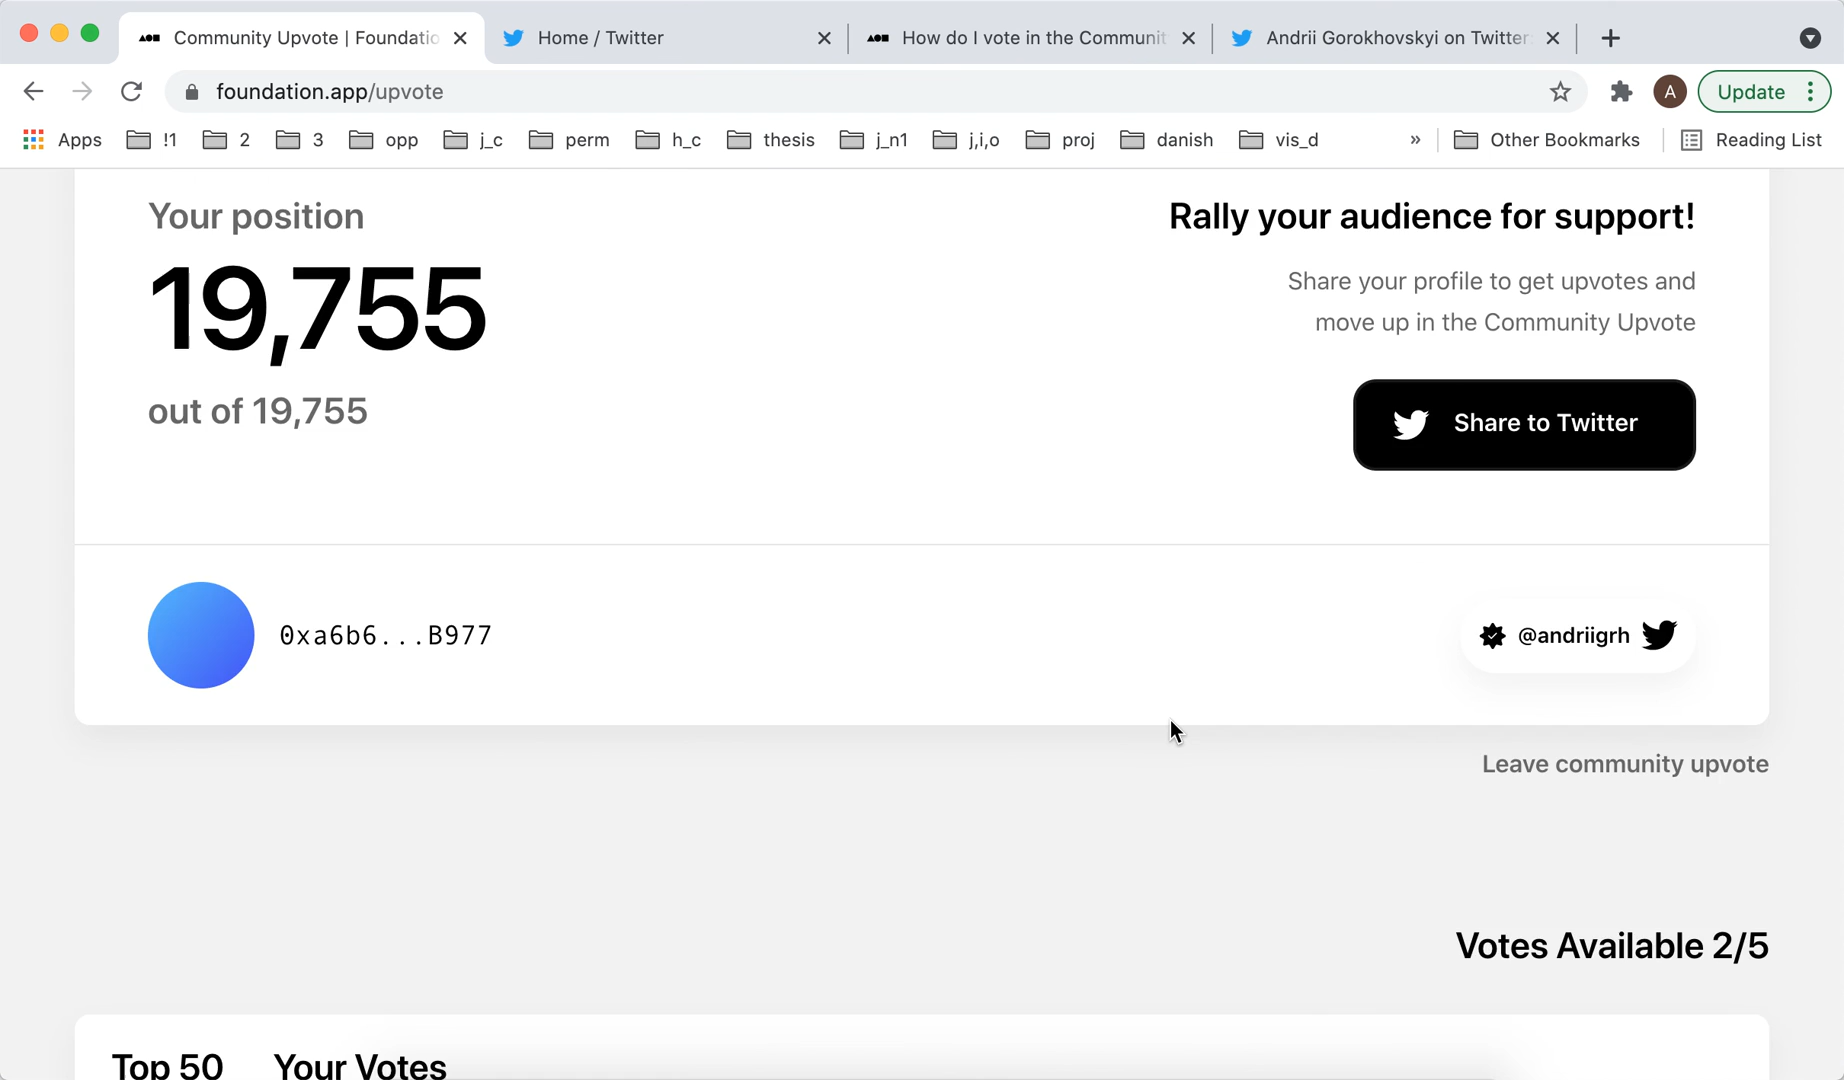 Community Upvote | Foundatio
Home / Twitter
How do I vote in the Communit
Andrii Gorokhovskyi on Twitter:
foundation.app/upvote
A
Update
Apps
!1
2
3
opp
j_c
perm
h_c
thesis
j_n1
j,i,o
proj
danish
vis_d
»
Other Bookmarks
Reading List
Your position
19,755
out of 19,755
Rally your audience for support!
Share your profile to get upvotes and
move up in the Community Upvote
Share to Twitter
0xa6b6...B977
@andriigrh
Leave community upvote
Votes Available 2/5
Top 50
Your Votes